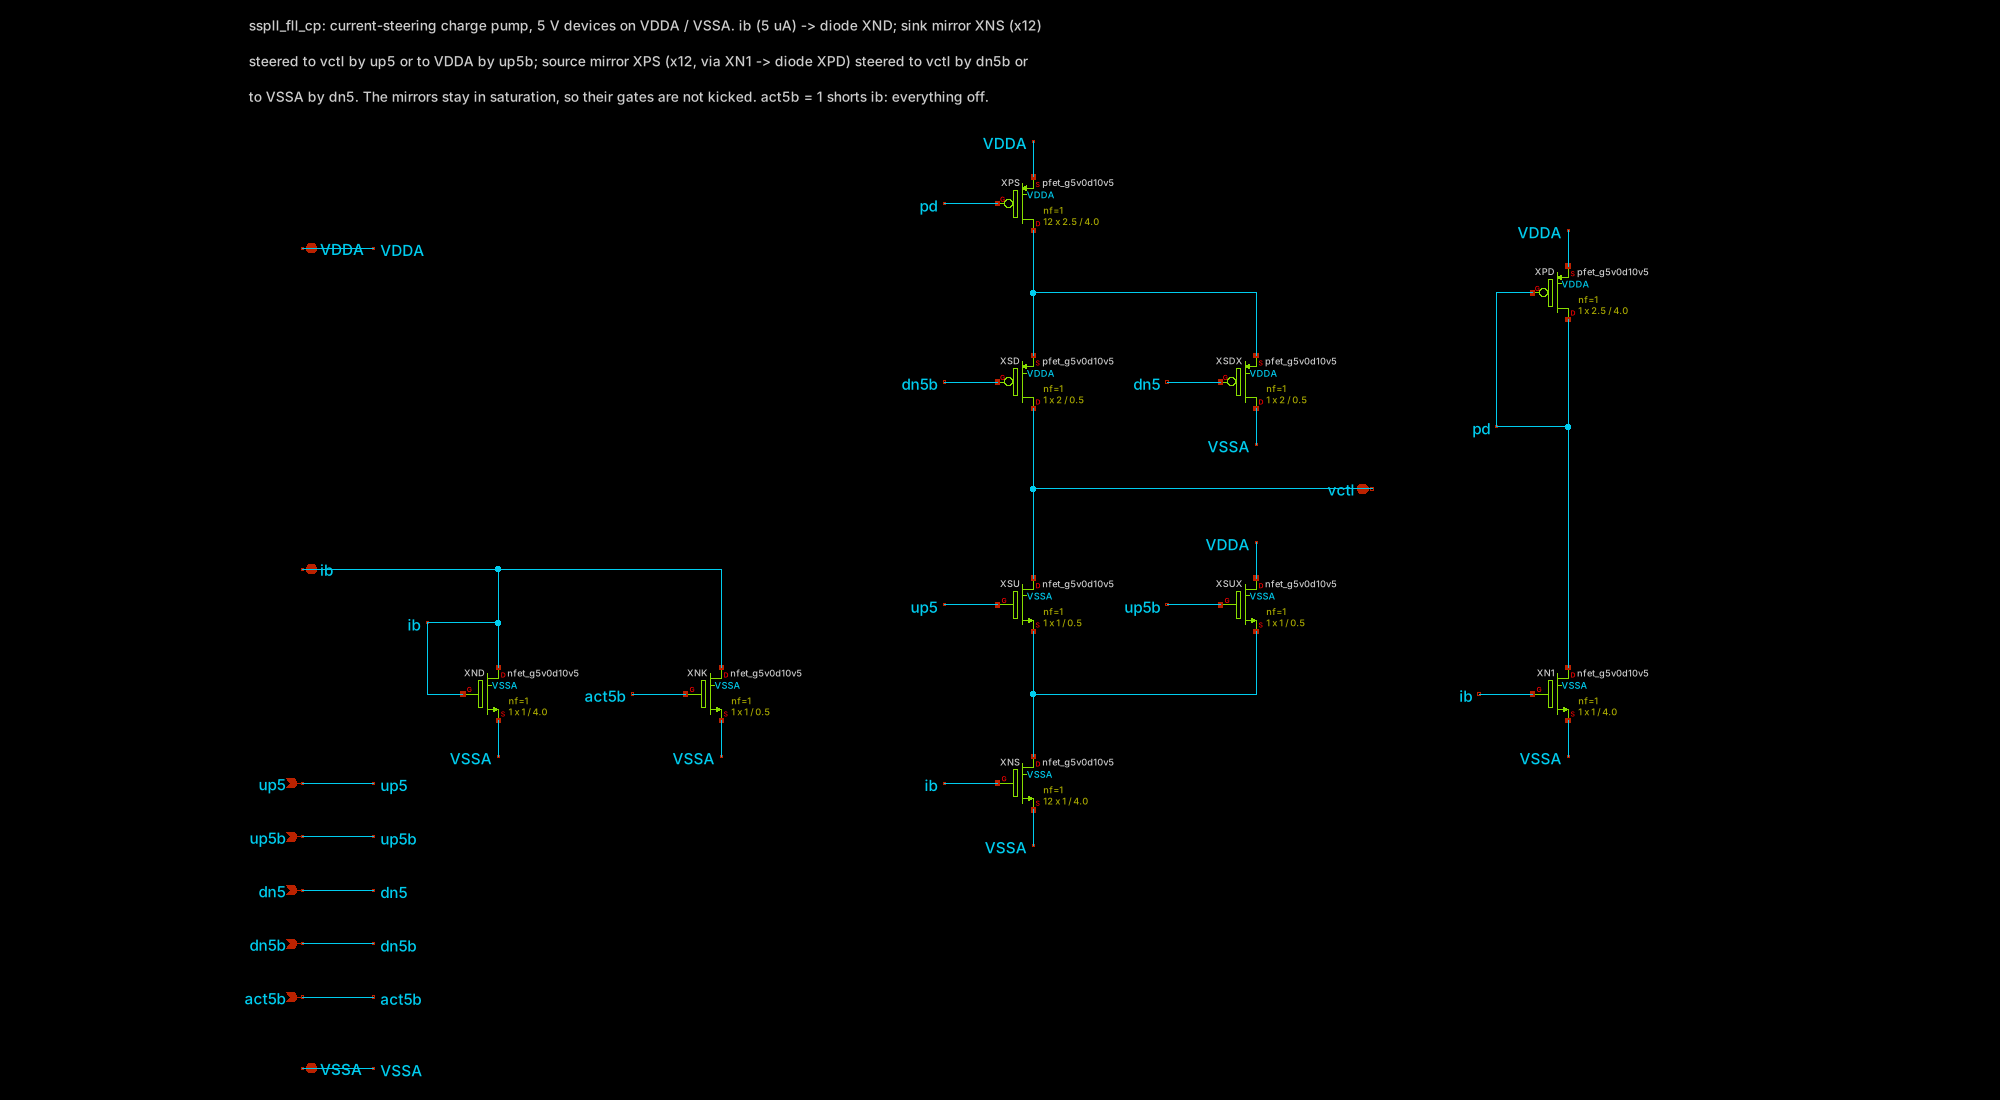 sspll_fll_cp: current-steering charge pump, 5 V devices on VDDA / VSSA. ib (5 uA) -> diode XND; sink mirror XNS (x12)
steered to vctl by up5 or to VDDA by up5b; source mirror XPS (x12, via XN1 -> diode XPD) steered to vctl by dn5b or
to VSSA by dn5. The mirrors stay in saturation, so their gates are not kicked. act5b = 1 shorts ib: everything off.
VDDA
XPS pfet_g5v0d10v5
G S VDDA
pd
nf=1
12 x 2.5 / 4.0
D
VDDA VDDA
VDDA
XPD pfet_g5v0d10v5
G S VDDA
nf=1
1 x 2.5 / 4.0
D
XSD pfet_g5v0d10v5
G S VDDA
dn5b
nf=1
1 x 2 / 0.5
D
XSDX pfet_g5v0d10v5
G S VDDA
dn5
nf=1
1 x 2 / 0.5
D
VSSA
pd
vctl
VDDA
ib
XSU nfet_g5v0d10v5
G D VSSA
up5
nf=1
1 x 1 / 0.5
S
XSUX nfet_g5v0d10v5
G D VSSA
up5b
nf=1
1 x 1 / 0.5
S
ib
XND nfet_g5v0d10v5
G D VSSA
nf=1
1 x 1 / 4.0
S
VSSA
XNK nfet_g5v0d10v5
G D VSSA
act5b
nf=1
1 x 1 / 0.5
S
VSSA
XN1 nfet_g5v0d10v5
G D VSSA
ib
nf=1
1 x 1 / 4.0
S
VSSA
XNS nfet_g5v0d10v5
G D VSSA
ib
nf=1
12 x 1 / 4.0
S
VSSA
up5 up5
up5b up5b
dn5 dn5
dn5b dn5b
act5b act5b
VSSA VSSA